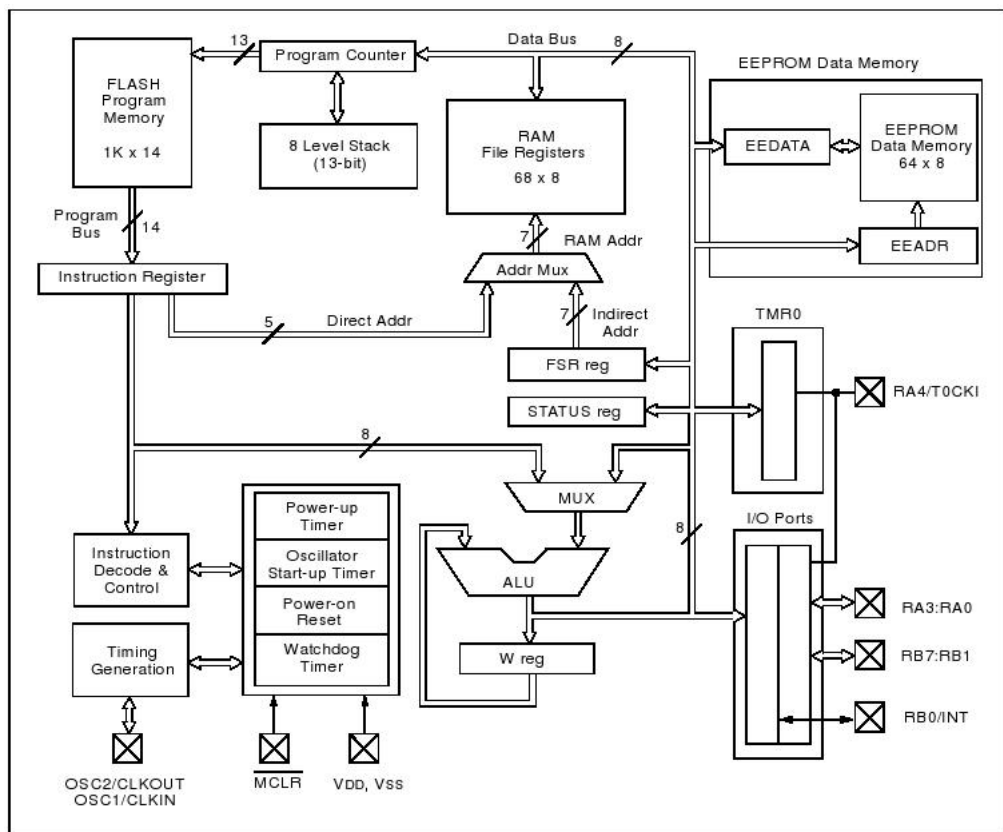 13
Program Counter
Data Bus
8
EEPROM Data Memory
FLASH
Program
Memory
1K x 14
8 Level Stack
(13-bit)
RAM
File Registers
68 x 8
EEDATA
EEPROM
Data Memory
64 x 8
EEADR
Program
Bus
14
7
RAM Addr
Addr Mux
Instruction Register
5
Direct Addr
7
Indirect
Addr
FSR reg
STATUS reg
TMR0
RA4/T0CKI
8
MUX
Power-up
Timer
Oscillator
Start-up Timer
Power-on
Reset
Watchdog
Timer
Instruction
Decode &
Control
Timing
Generation
ALU
W reg
8
I/O Ports
RA3:RA0
RB7:RB1
RB0/INT
OSC2/CLKOUT
OSC1/CLKIN
MCLR
VDD, VSS